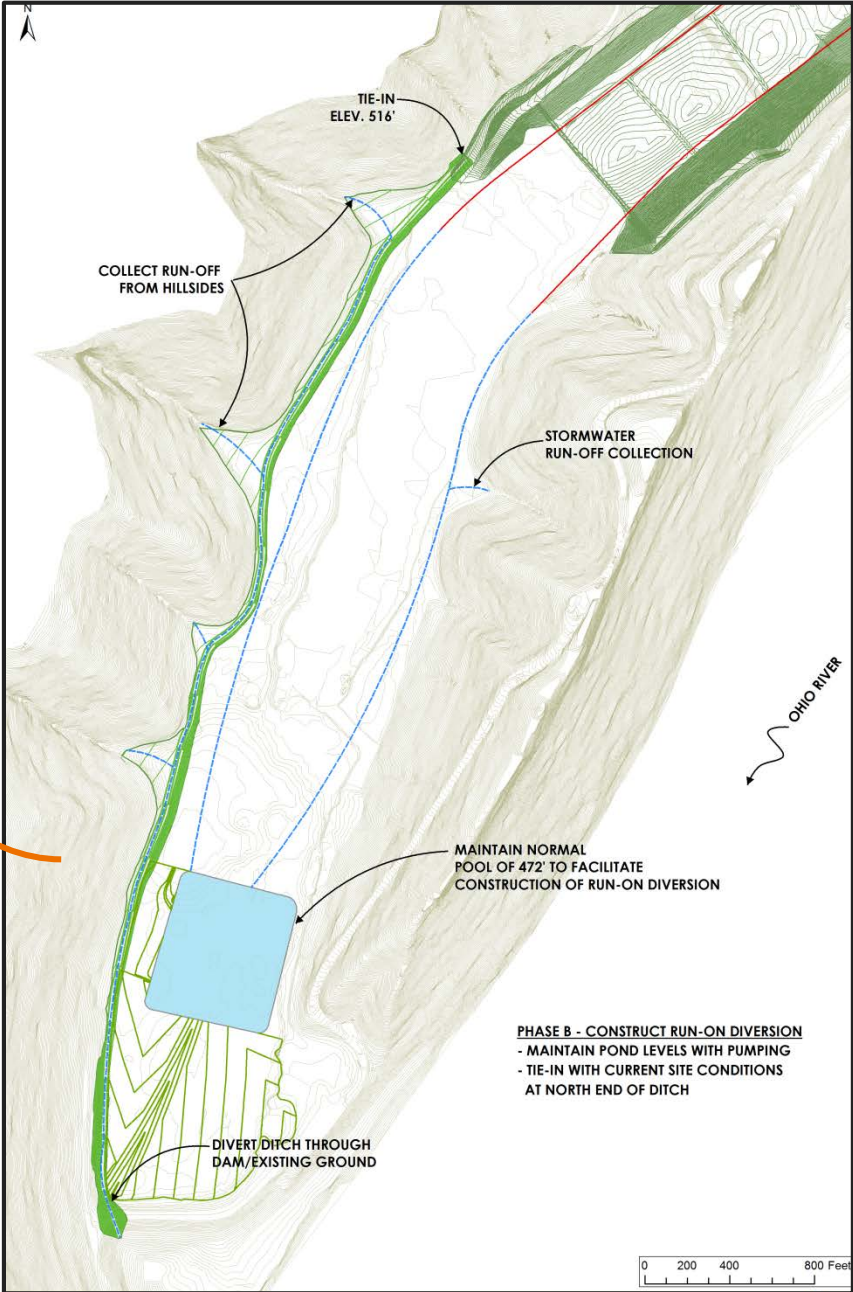 N
TIE-IN
ELEV. 516'
COLLECT RUN-OFF
FROM HILLSIDES
STORMWATER
RUN-OFF COLLECTION
OHIO RIVER
MAINTAIN NORMAL
POOL OF 472' TO FACILITATE
CONSTRUCTION OF RUN-ON DIVERSION
PHASE B - CONSTRUCT RUN-ON DIVERSION
- MAINTAIN POND LEVELS WITH PUMPING
- TIE-IN WITH CURRENT SITE CONDITIONS
AT NORTH END OF DITCH
DIVERT DITCH THROUGH
DAM/EXISTING GROUND
0 200 400 800 Feet